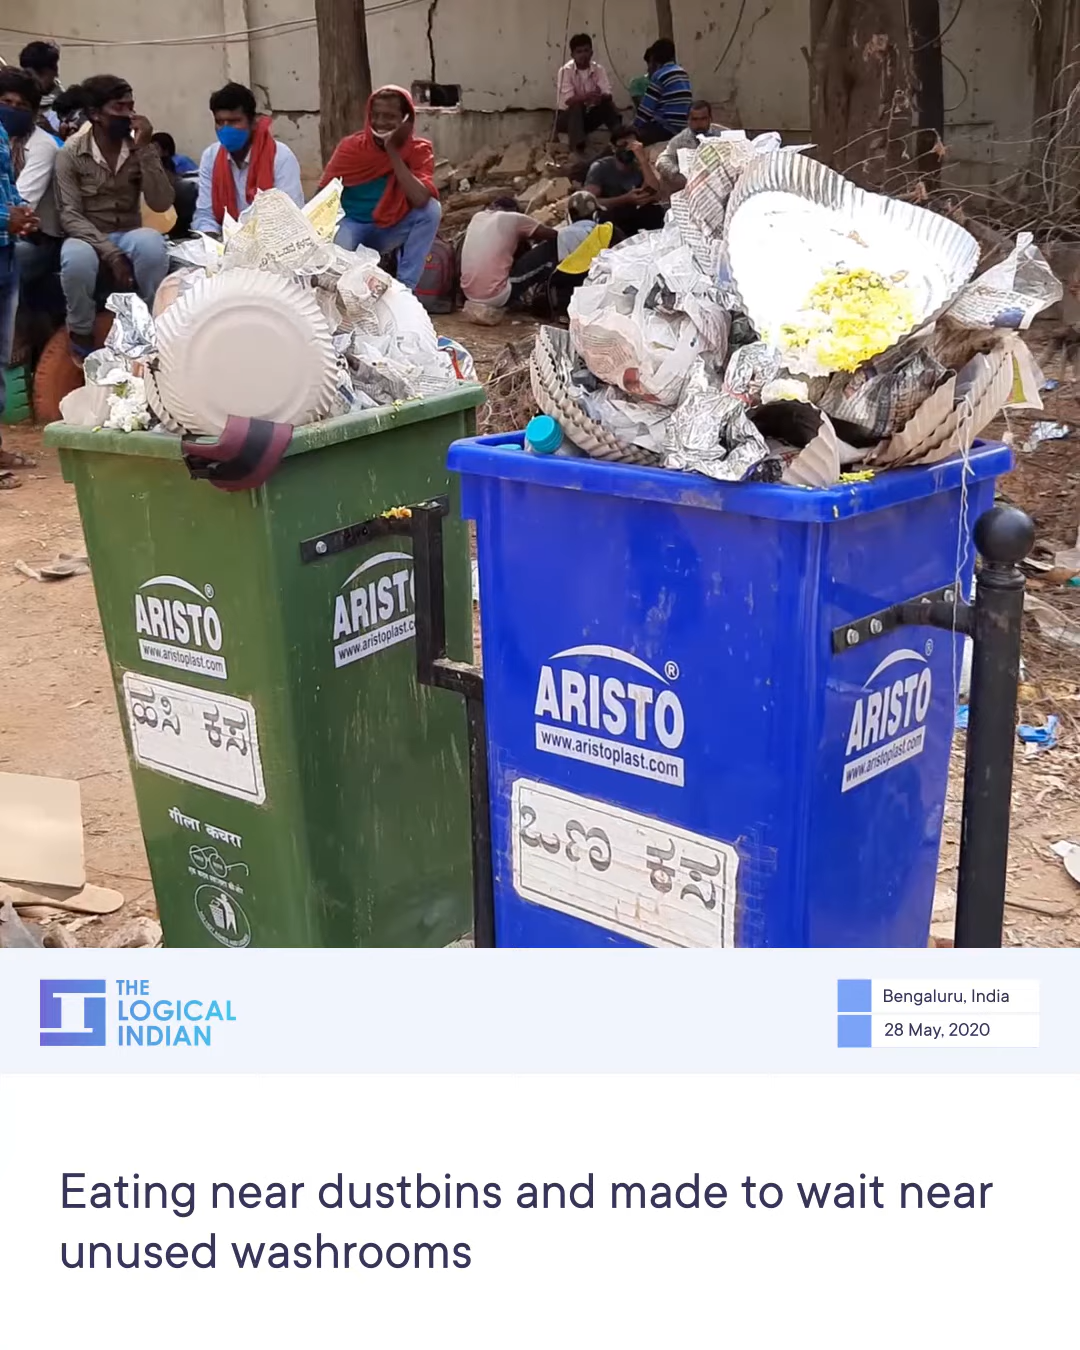 ARISTO
®
www.aristoplast.com
ಹಸಿ ಕಸ
गीला कचरा
ARISTO
www.aristoplast.co
ARISTO
®
www.aristoplast.com
ಒಣ ಕಸ
ARISTO
®
www.aristoplast.com
THE
LOGICAL
INDIAN
Bengaluru, India
28 May, 2020
Eating near dustbins and made to wait near
unused washrooms